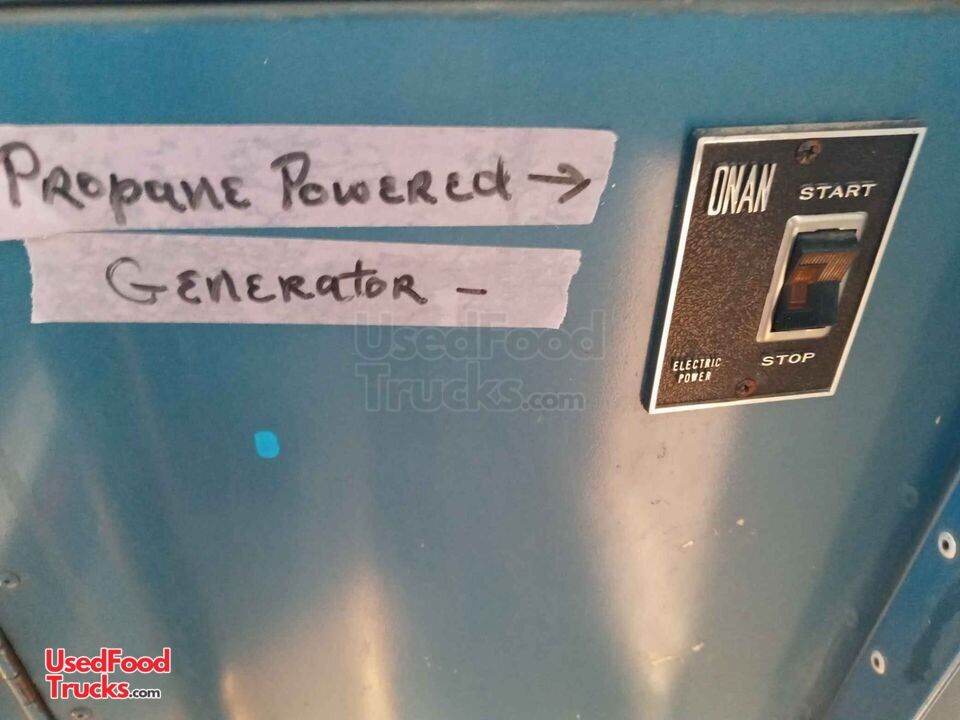 Propane Powered →
Generator -
ONAN
START
STOP
ELECTRIC
POWER
UsedFood
Trucks.com
UsedFood
Trucks.com